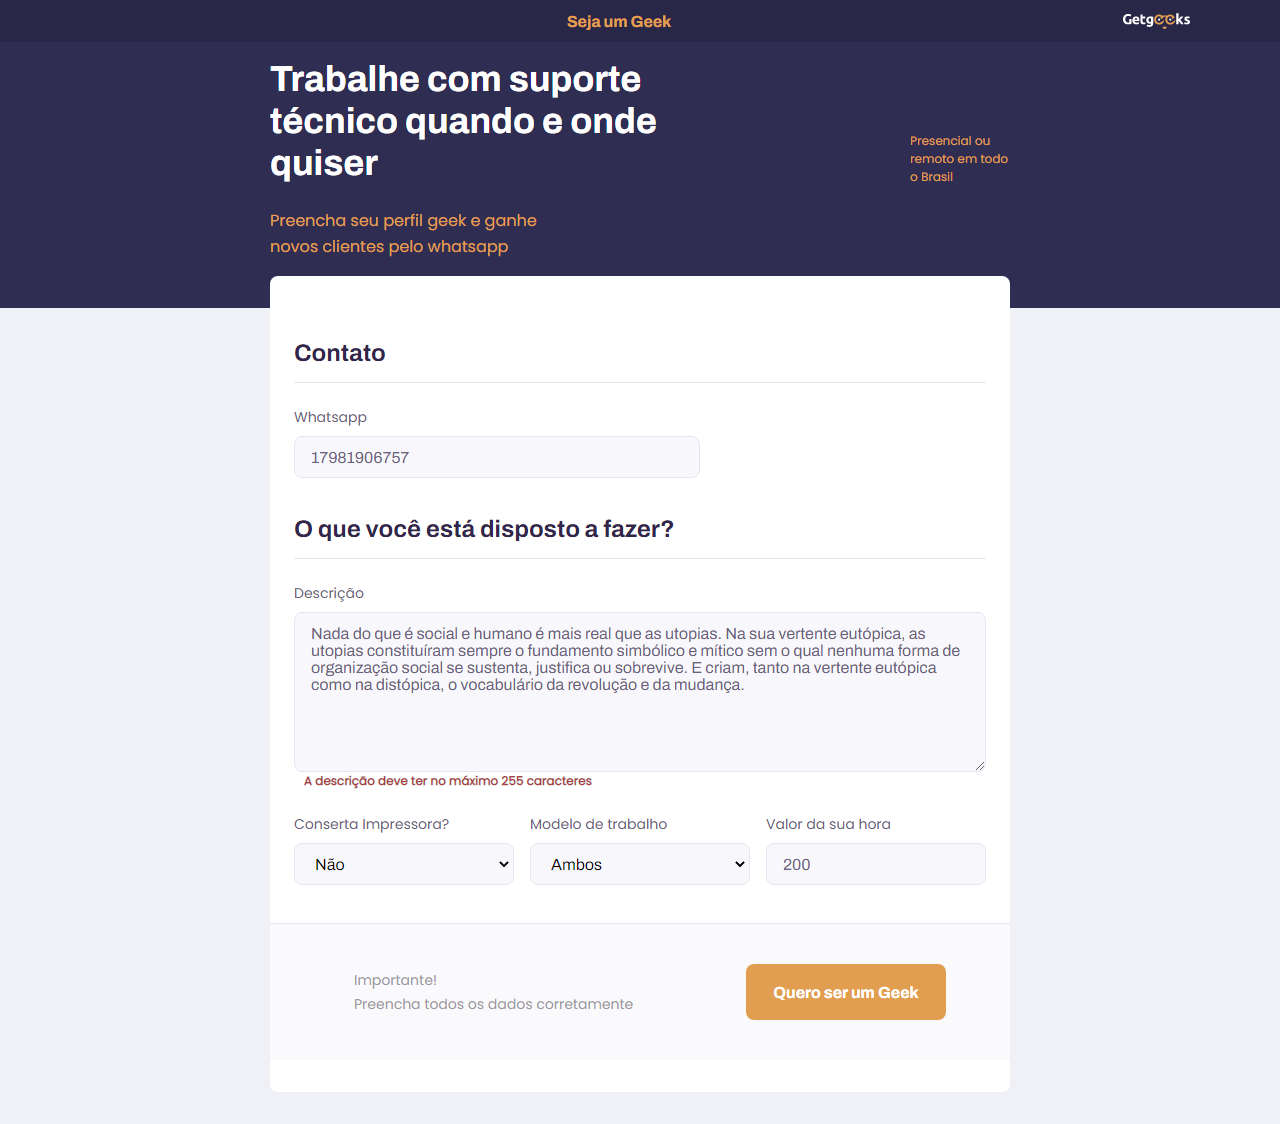 Seja um Geek
Getgeeks
Trabalhe com suporte
técnico quando e onde
quiser
Presencial ou
remoto em todo
o Brasil
Preencha seu perfil geek e ganhe
novos clientes pelo whatsapp
Contato
Whatsapp
17981906757
O que você está disposto a fazer?
Descrição
Nada do que é social e humano é mais real que as utopias. Na sua vertente eutópica, as
utopias constituíram sempre o fundamento simbólico e mítico sem o qual nenhuma forma de
organização social se sustenta, justifica ou sobrevive. E criam, tanto na vertente eutópica
como na distópica, o vocabulário da revolução e da mudança.
A descrição deve ter no máximo 255 caracteres
Conserta Impressora? Modelo de trabalho Valor da sua hora
Não Ambos 200
Importante!
Preencha todos os dados corretamente
Quero ser um Geek